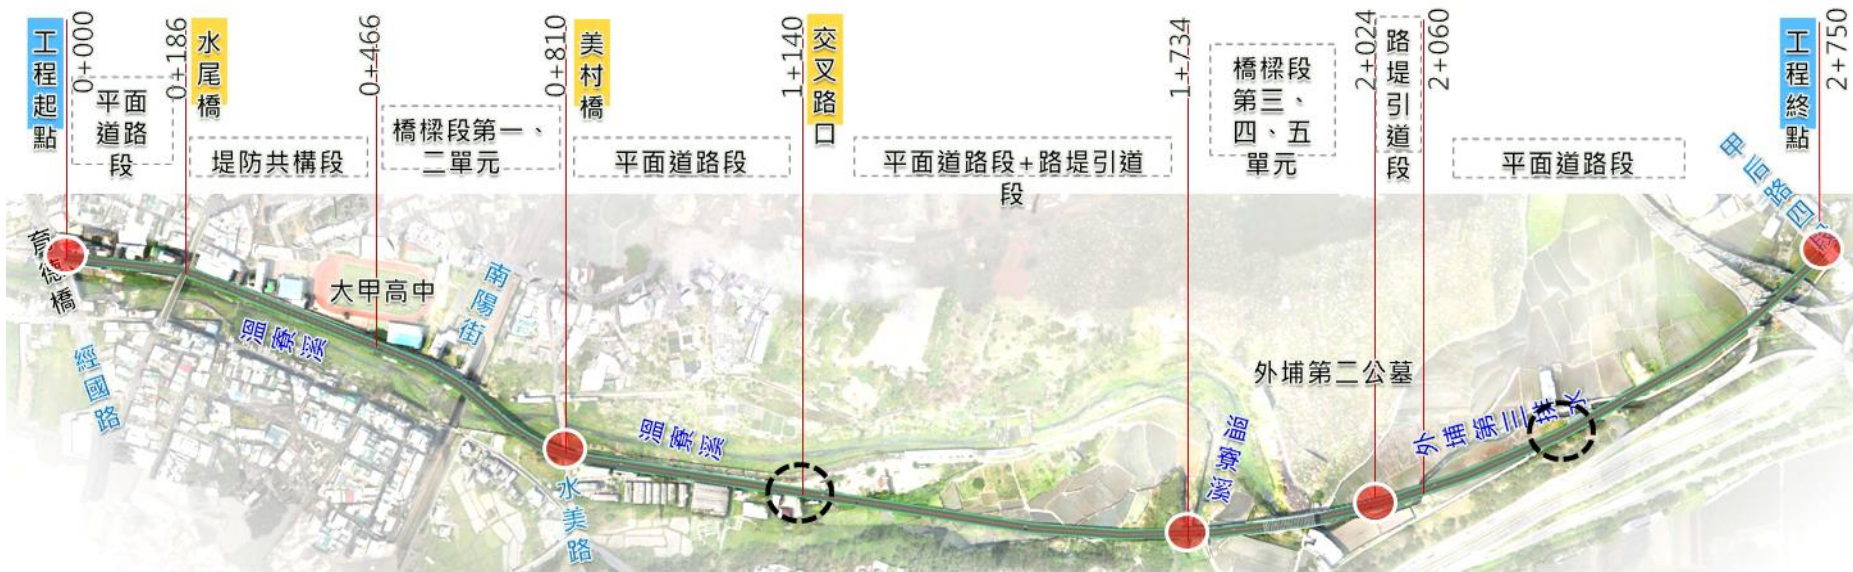 工程起點
0+000
平面
道路
段
0+186
水尾橋
堤防共構段
0+466
橋樑段第一、
二單元
0+810
美村橋
平面道路段
1+140
交叉路口
平面道路段+路堤引道
段
1+734
橋樑段
第三、
四、五
單元
2+024
路堤引道段
2+060
平面道路段
工程終點
2+750
甲后路四段
育德橋
經國路
溫寮溪
大甲高中
南陽街
水美路
溫寮溪
溫寮溪
外埔第二公墓
外埔第三排水